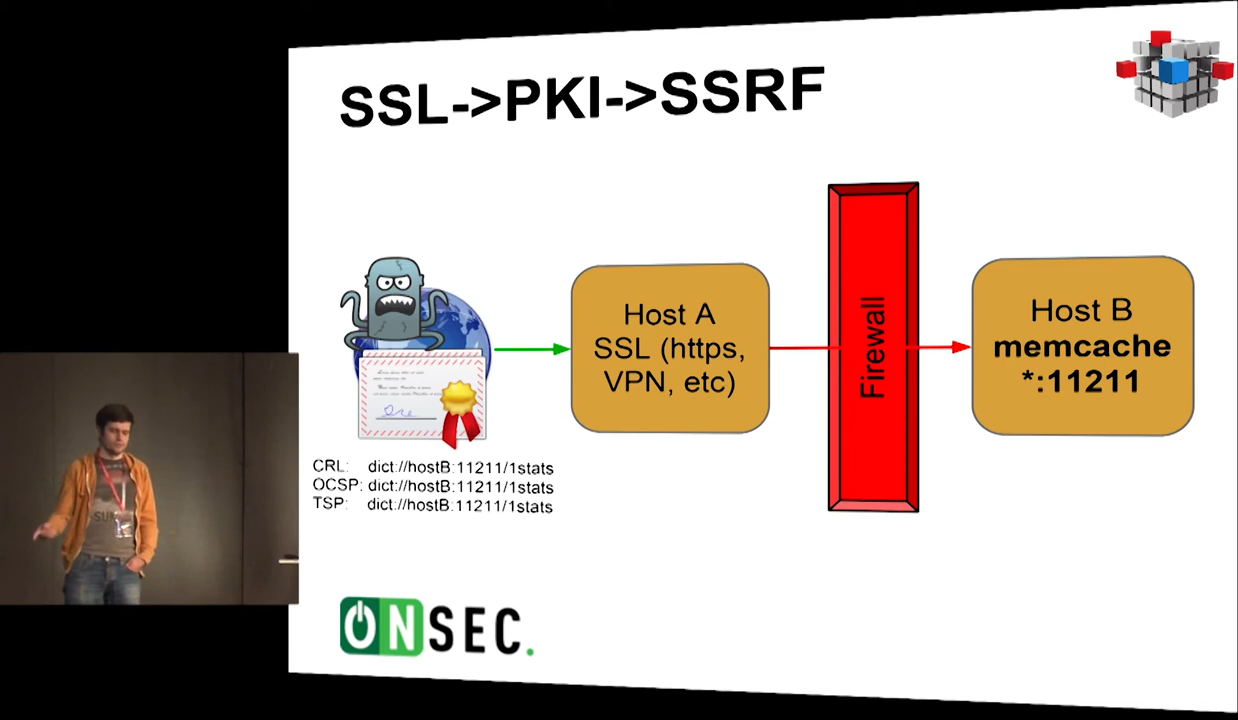 SSL->PKI->SSRF
Host A
SSL (https,
VPN, etc)
Firewall
Host B
memcache
*:11211
CRL: dict://hostB:11211/1stats
OCSP: dict://hostB:11211/1stats
TSP: dict://hostB:11211/1stats
ONSEC.